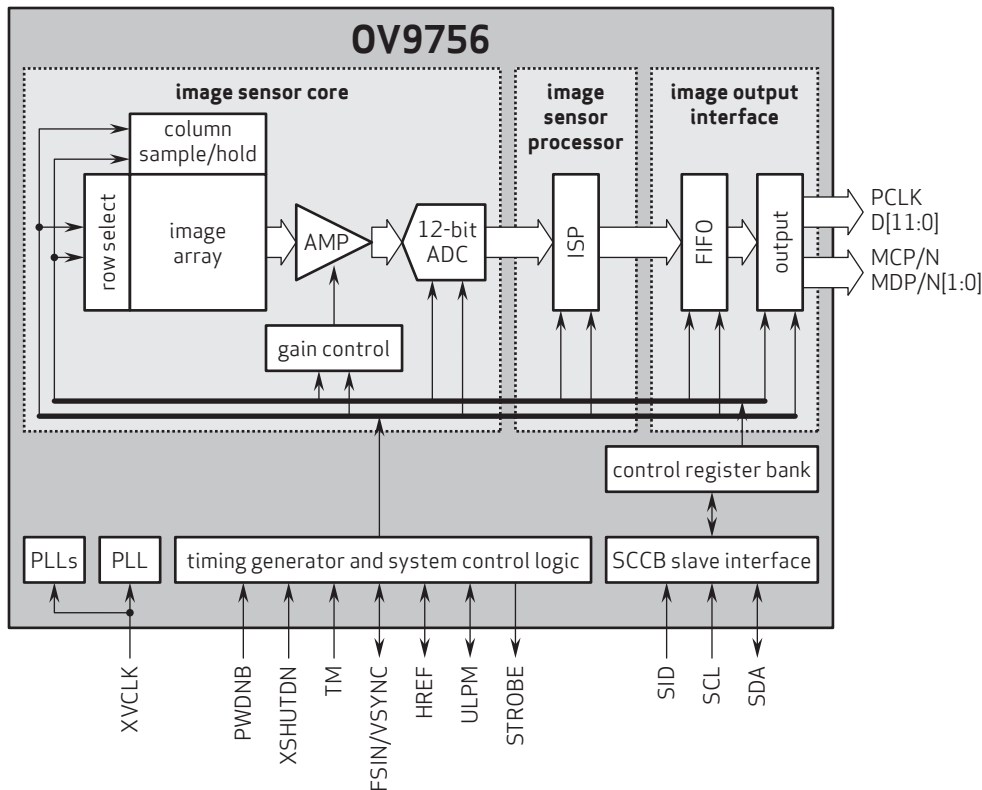 OV9756
image sensor core
image
sensor
processor
image output
interface
column
sample/hold
row select
image
array
AMP
12-bit
ADC
ISP
FIFO
output
PCLK
D[11:0]
MCP/N
MDP/N[1:0]
gain control
control register bank
PLLs
PLL
timing generator and system control logic
SCCB slave interface
XVCLK
PWDNB
XSHUTDN
TM
FSIN/VSYNC
HREF
ULPM
STROBE
SID
SCL
SDA